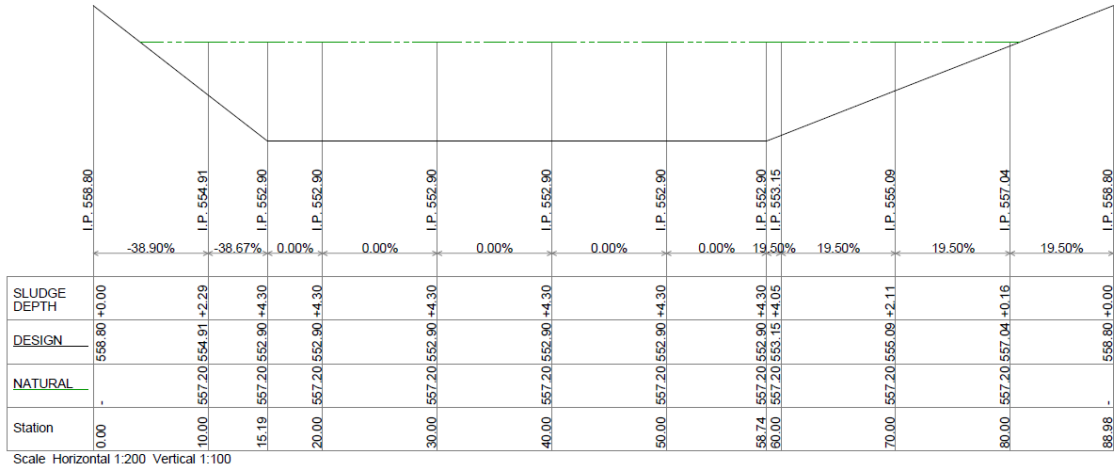 I.P. 558.80 I.P. 554.91 I.P. 552.90 I.P. 552.90 I.P. 552.90 I.P. 552.90 I.P. 552.90 I.P. 552.90 I.P. 553.15 I.P. 555.09 I.P. 557.04 I.P. 558.80
-38.90% -38.67% 0.00% 0.00% 0.00% 0.00% 0.00% 19.50% 19.50% 19.50% 19.50%
SLUDGE
DEPTH +0.00 +2.29 +4.30 +4.30 +4.30 +4.30 +4.30 +4.30 +4.05 +2.11 +0.16 +0.00
DESIGN 558.80 554.91 552.90 552.90 552.90 552.90 552.90 552.90 553.15 555.09 557.04 558.80
NATURAL - 557.20 557.20 557.20 557.20 557.20 557.20 557.20 557.20 557.20 557.20 -
Station 0.00 10.00 15.19 20.00 30.00 40.00 50.00 58.74 60.00 70.00 80.00 88.98
Scale Horizontal 1:200 Vertical 1:100